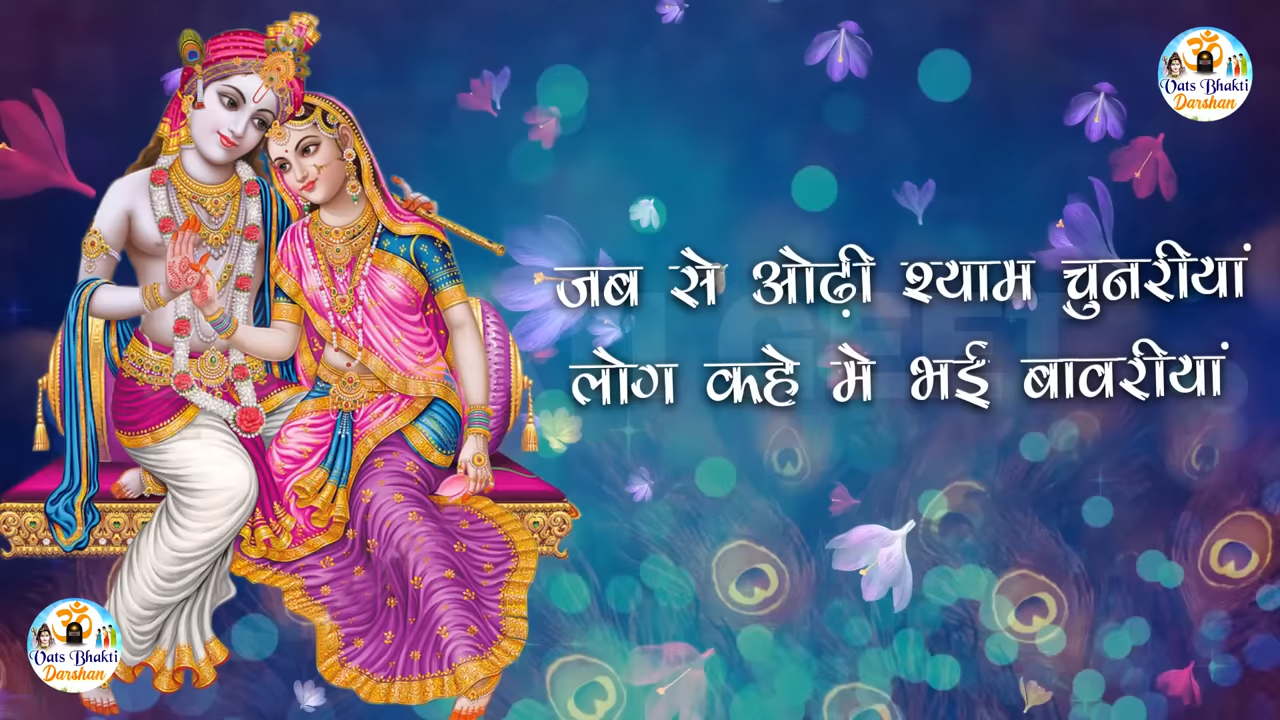 जब से ओढ़ी श्याम चुनरीयां
लोग कहे मे भई बावरीयां
Vats Bhakti
Darshan
Vats Bhakti
Darshan